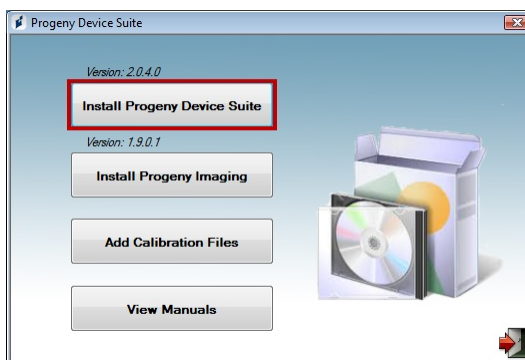 Progeny Device Suite
Version: 2.0.4.0
Install Progeny Device Suite
Version: 1.9.0.1
Install Progeny Imaging
Add Calibration Files
View Manuals